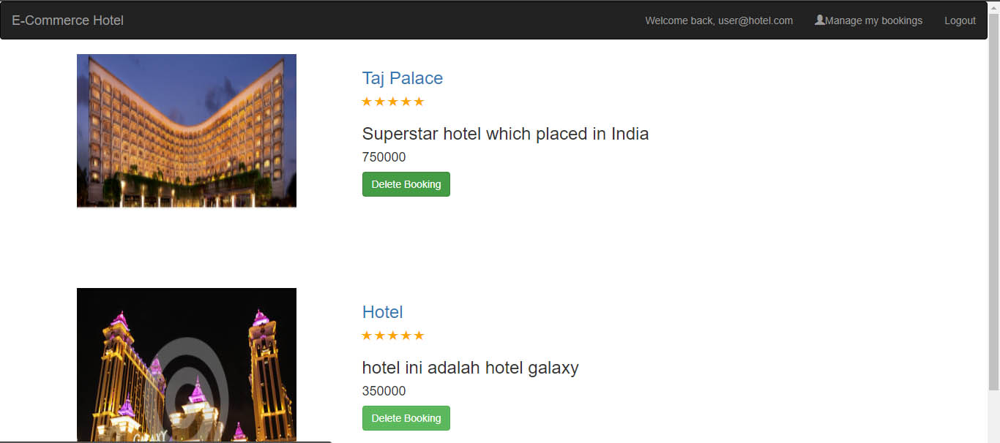 E-Commerce Hotel
Welcome back, user@hotel.com Manage my bookings Logout
Taj Palace
Superstar hotel which placed in India
750000
Delete Booking
Hotel
hotel ini adalah hotel galaxy
350000
Delete Booking
GALAXY